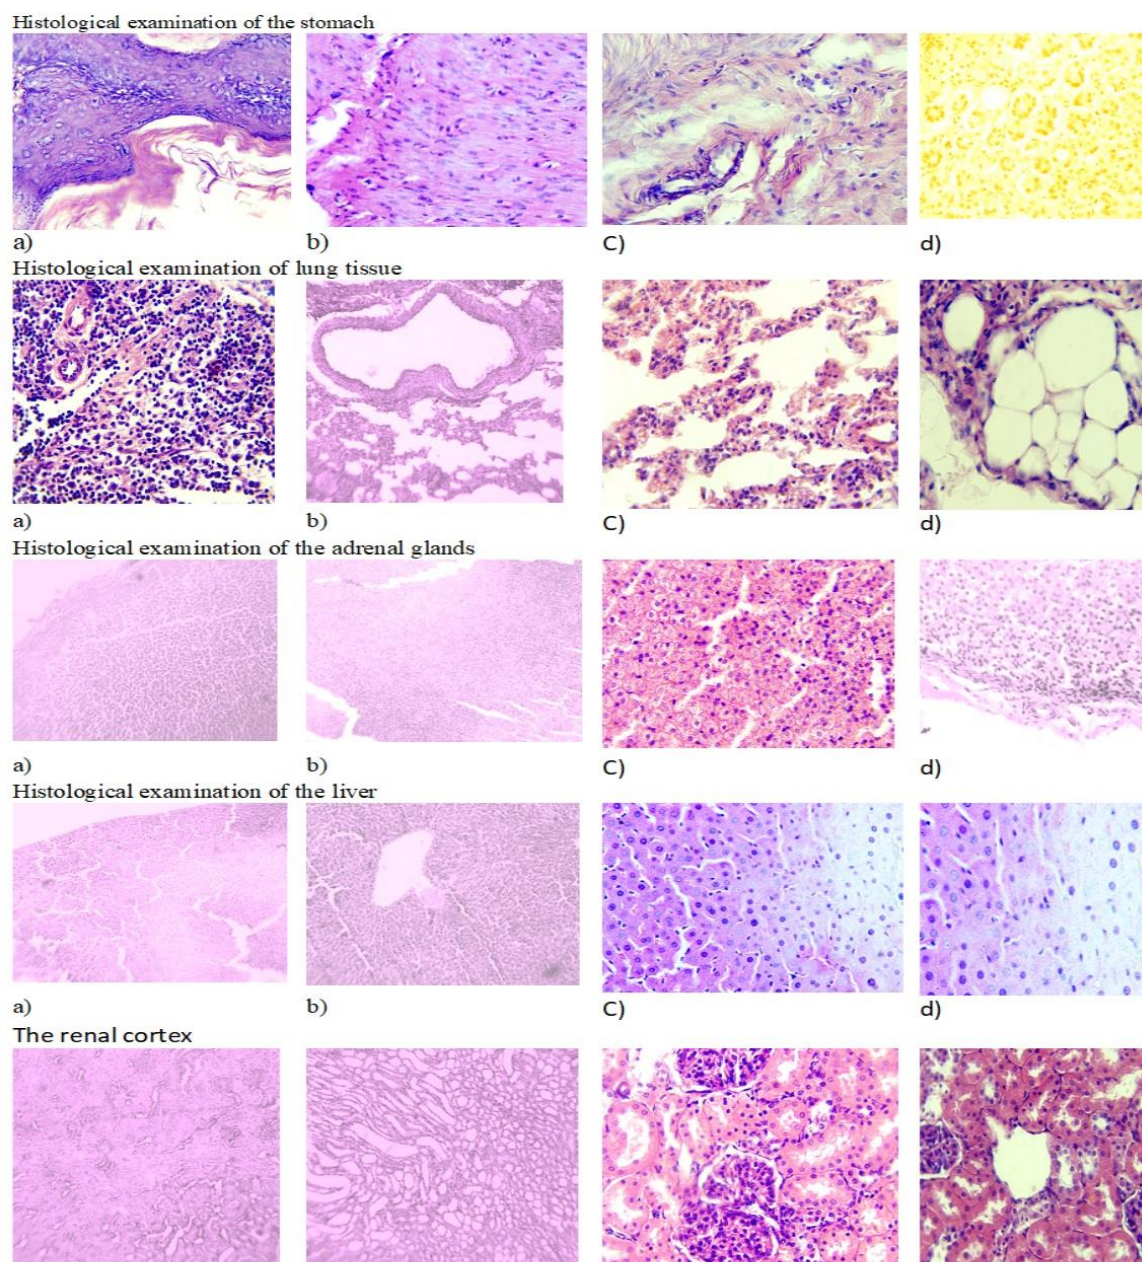 Histological examination of the stomach
a) b) C) d)
Histological examination of lung tissue
a) b) C) d)
Histological examination of the adrenal glands
a) b) C) d)
Histological examination of the liver
a) b) C) d)
The renal cortex